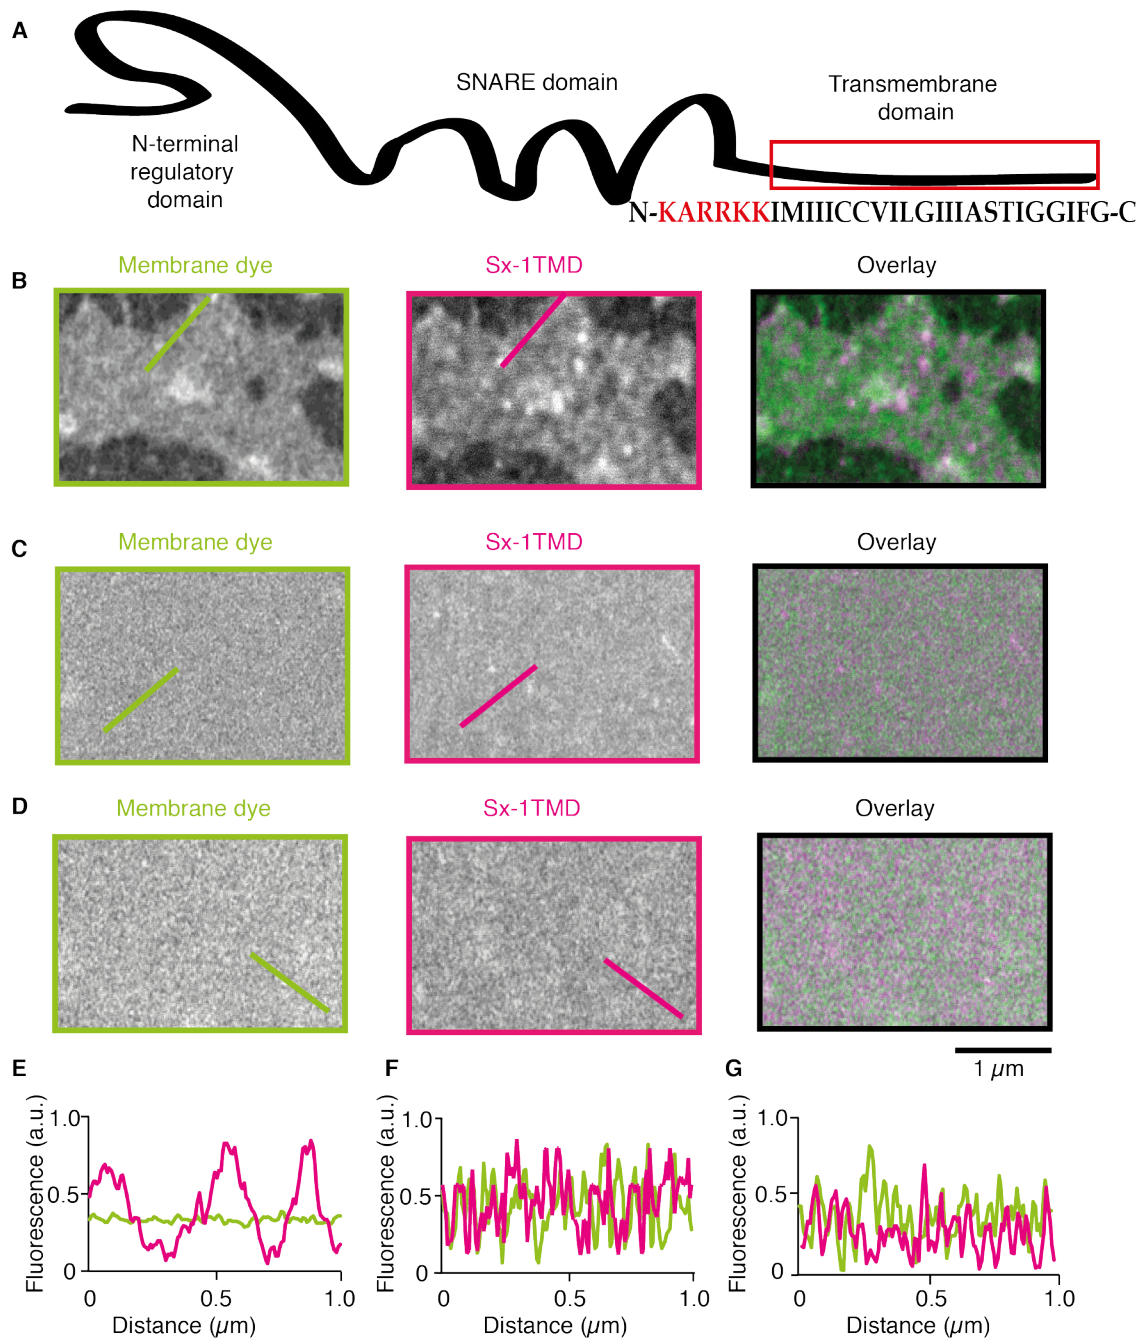 A
SNARE domain
Transmembrane
domain
N-terminal
regulatory
domain
N-KARRKKIMIIICCVILGIIIASTIGGIFG-C
B
Membrane dye
Sx-1TMD
Overlay
C
Membrane dye
Sx-1TMD
Overlay
D
Membrane dye
Sx-1TMD
Overlay
1 µm
E
Fluorescence (a.u.)
1.0
0.5
0
0
0.5
1.0
Distance (µm)
F
Fluorescence (a.u.)
1.0
0.5
0
0
0.5
1.0
Distance (µm)
G
Fluorescence (a.u.)
1.0
0.5
0
0
0.5
1.0
Distance (µm)